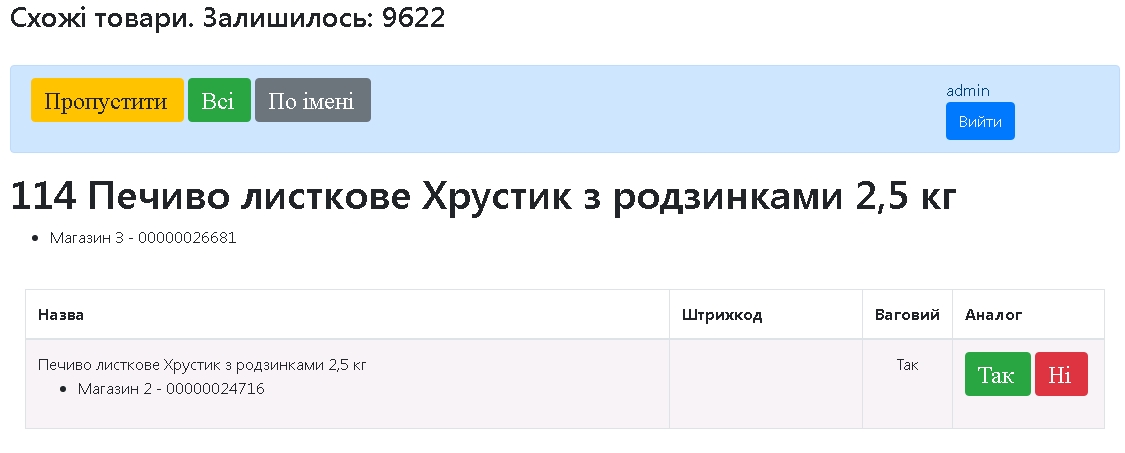 Схожі товари. Залишилось: 9622
Пропустити Всі По імені
admin
Вийти
114 Печиво листкове Хрустик з родзинками 2,5 кг
Магазин 3 - 00000026681
Назва Штрихкод Ваговий Аналог
Печиво листкове Хрустик з родзинками 2,5 кг Так Так Ні
Магазин 2 - 00000024716